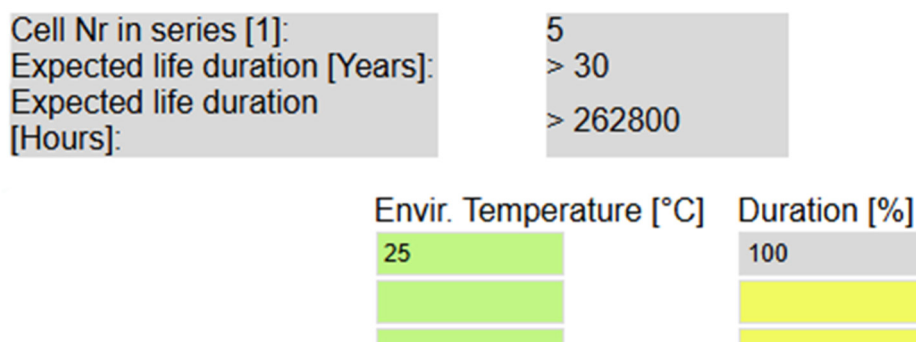 Cell Nr in series [1]: 5
Expected life duration [Years]: > 30
Expected life duration
[Hours]: > 262800
Envir. Temperature [°C] Duration [%]
25 100